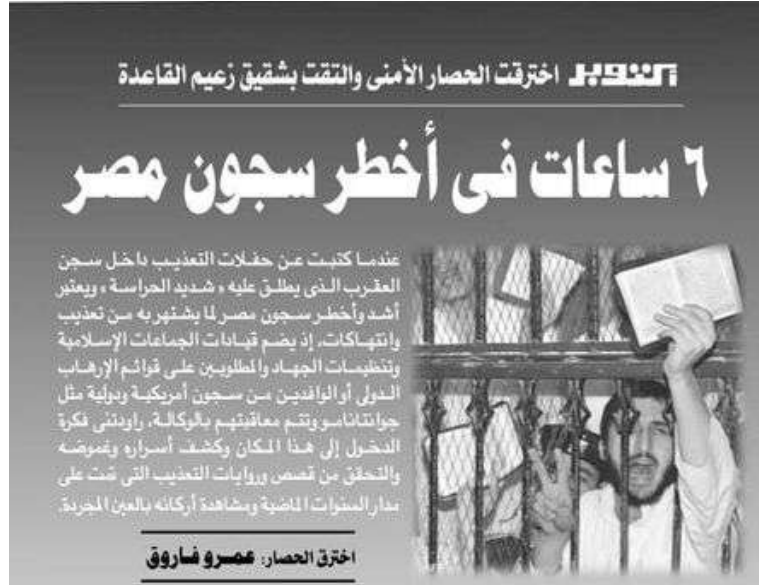 أكتوبر اخترقت الحصار الأمنى والتقت بشقيق زعيم القاعدة
٦ ساعات فى أخطر سجون مصر
عندما كتبت عن حفلات التعذيب داخل سجن
العقرب الذى يطلق عليه «شديد الحراسة» ويعتبر
أشد وأخطر سجون مصر لما يشتهر به من تعذيب
وانتهاكات، إذ يضم قيادات الجماعات الإسلامية
وتنظيمات الجهاد والمطلوبين على قوائم الإرهاب
الدولى أو الوافدين من سجون أمريكية ودولية مثل
جوانتانامو وتتم معاقبتهم بالوكالة، راودتنى فكرة
الدخول إلى هذا المكان وكشف أسراره وغموضه
والتحقق من قصص وروايات التعذيب التى تمت على
مدار السنوات الماضية ومشاهدة أركانه بالعين المجردة.
اخترق الحصار: عمـرو فـاروق